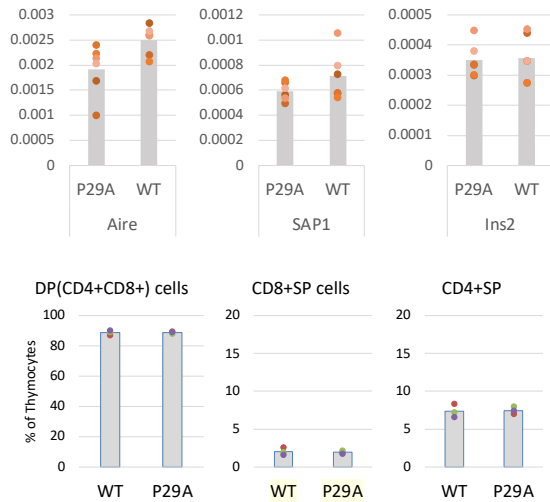 0.003
0.0025
0.002
0.0015
0.001
0.0005
0
P29A WT
Aire
0.0012
0.001
0.0008
0.0006
0.0004
0.0002
0
P29A WT
SAP1
0.0005
0.0004
0.0003
0.0002
0.0001
0
P29A WT
Ins2
DP(CD4+CD8+) cells
% of Thymocytes
100
80
60
40
20
0
WT P29A
CD8+SP cells
20
15
10
5
0
WT P29A
CD4+SP
20
15
10
5
0
WT P29A